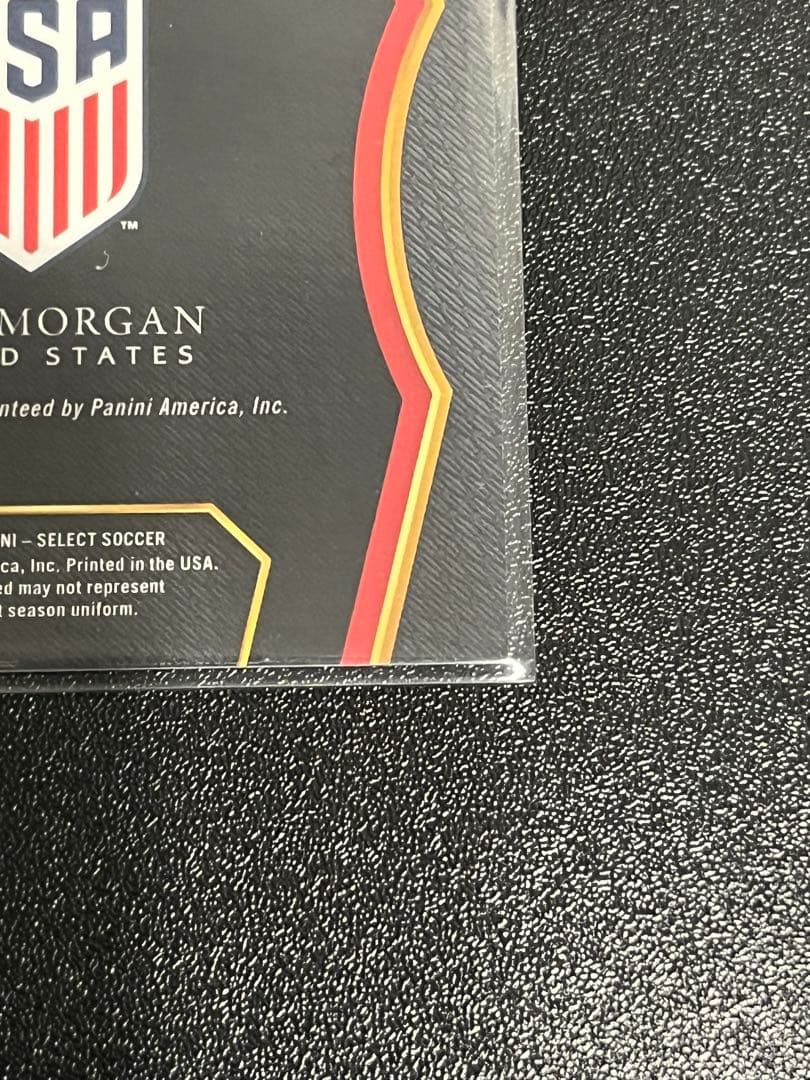 SA
TM
MORGAN
D STATES
nteed by Panini America, Inc.
NI – SELECT SOCCER
ca, Inc. Printed in the USA.
ed may not represent
t season uniform.